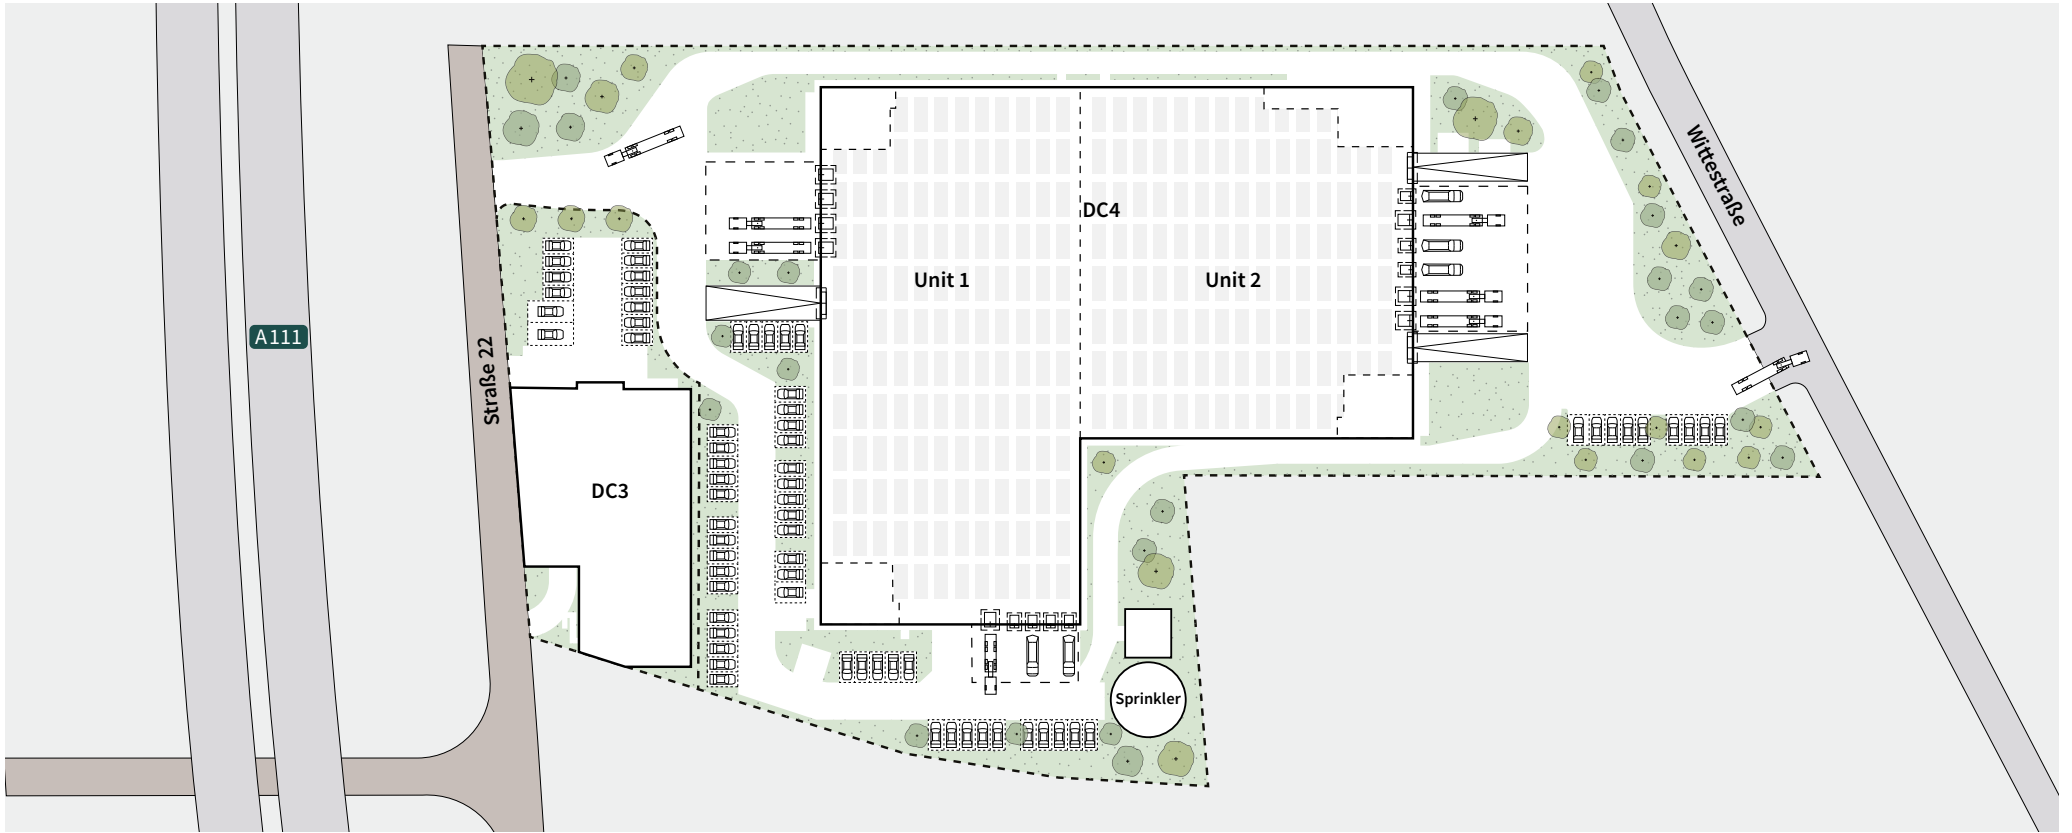 Wittestraße
DC4
Unit 1
Unit 2
A111
Straße 22
DC3
Sprinkler